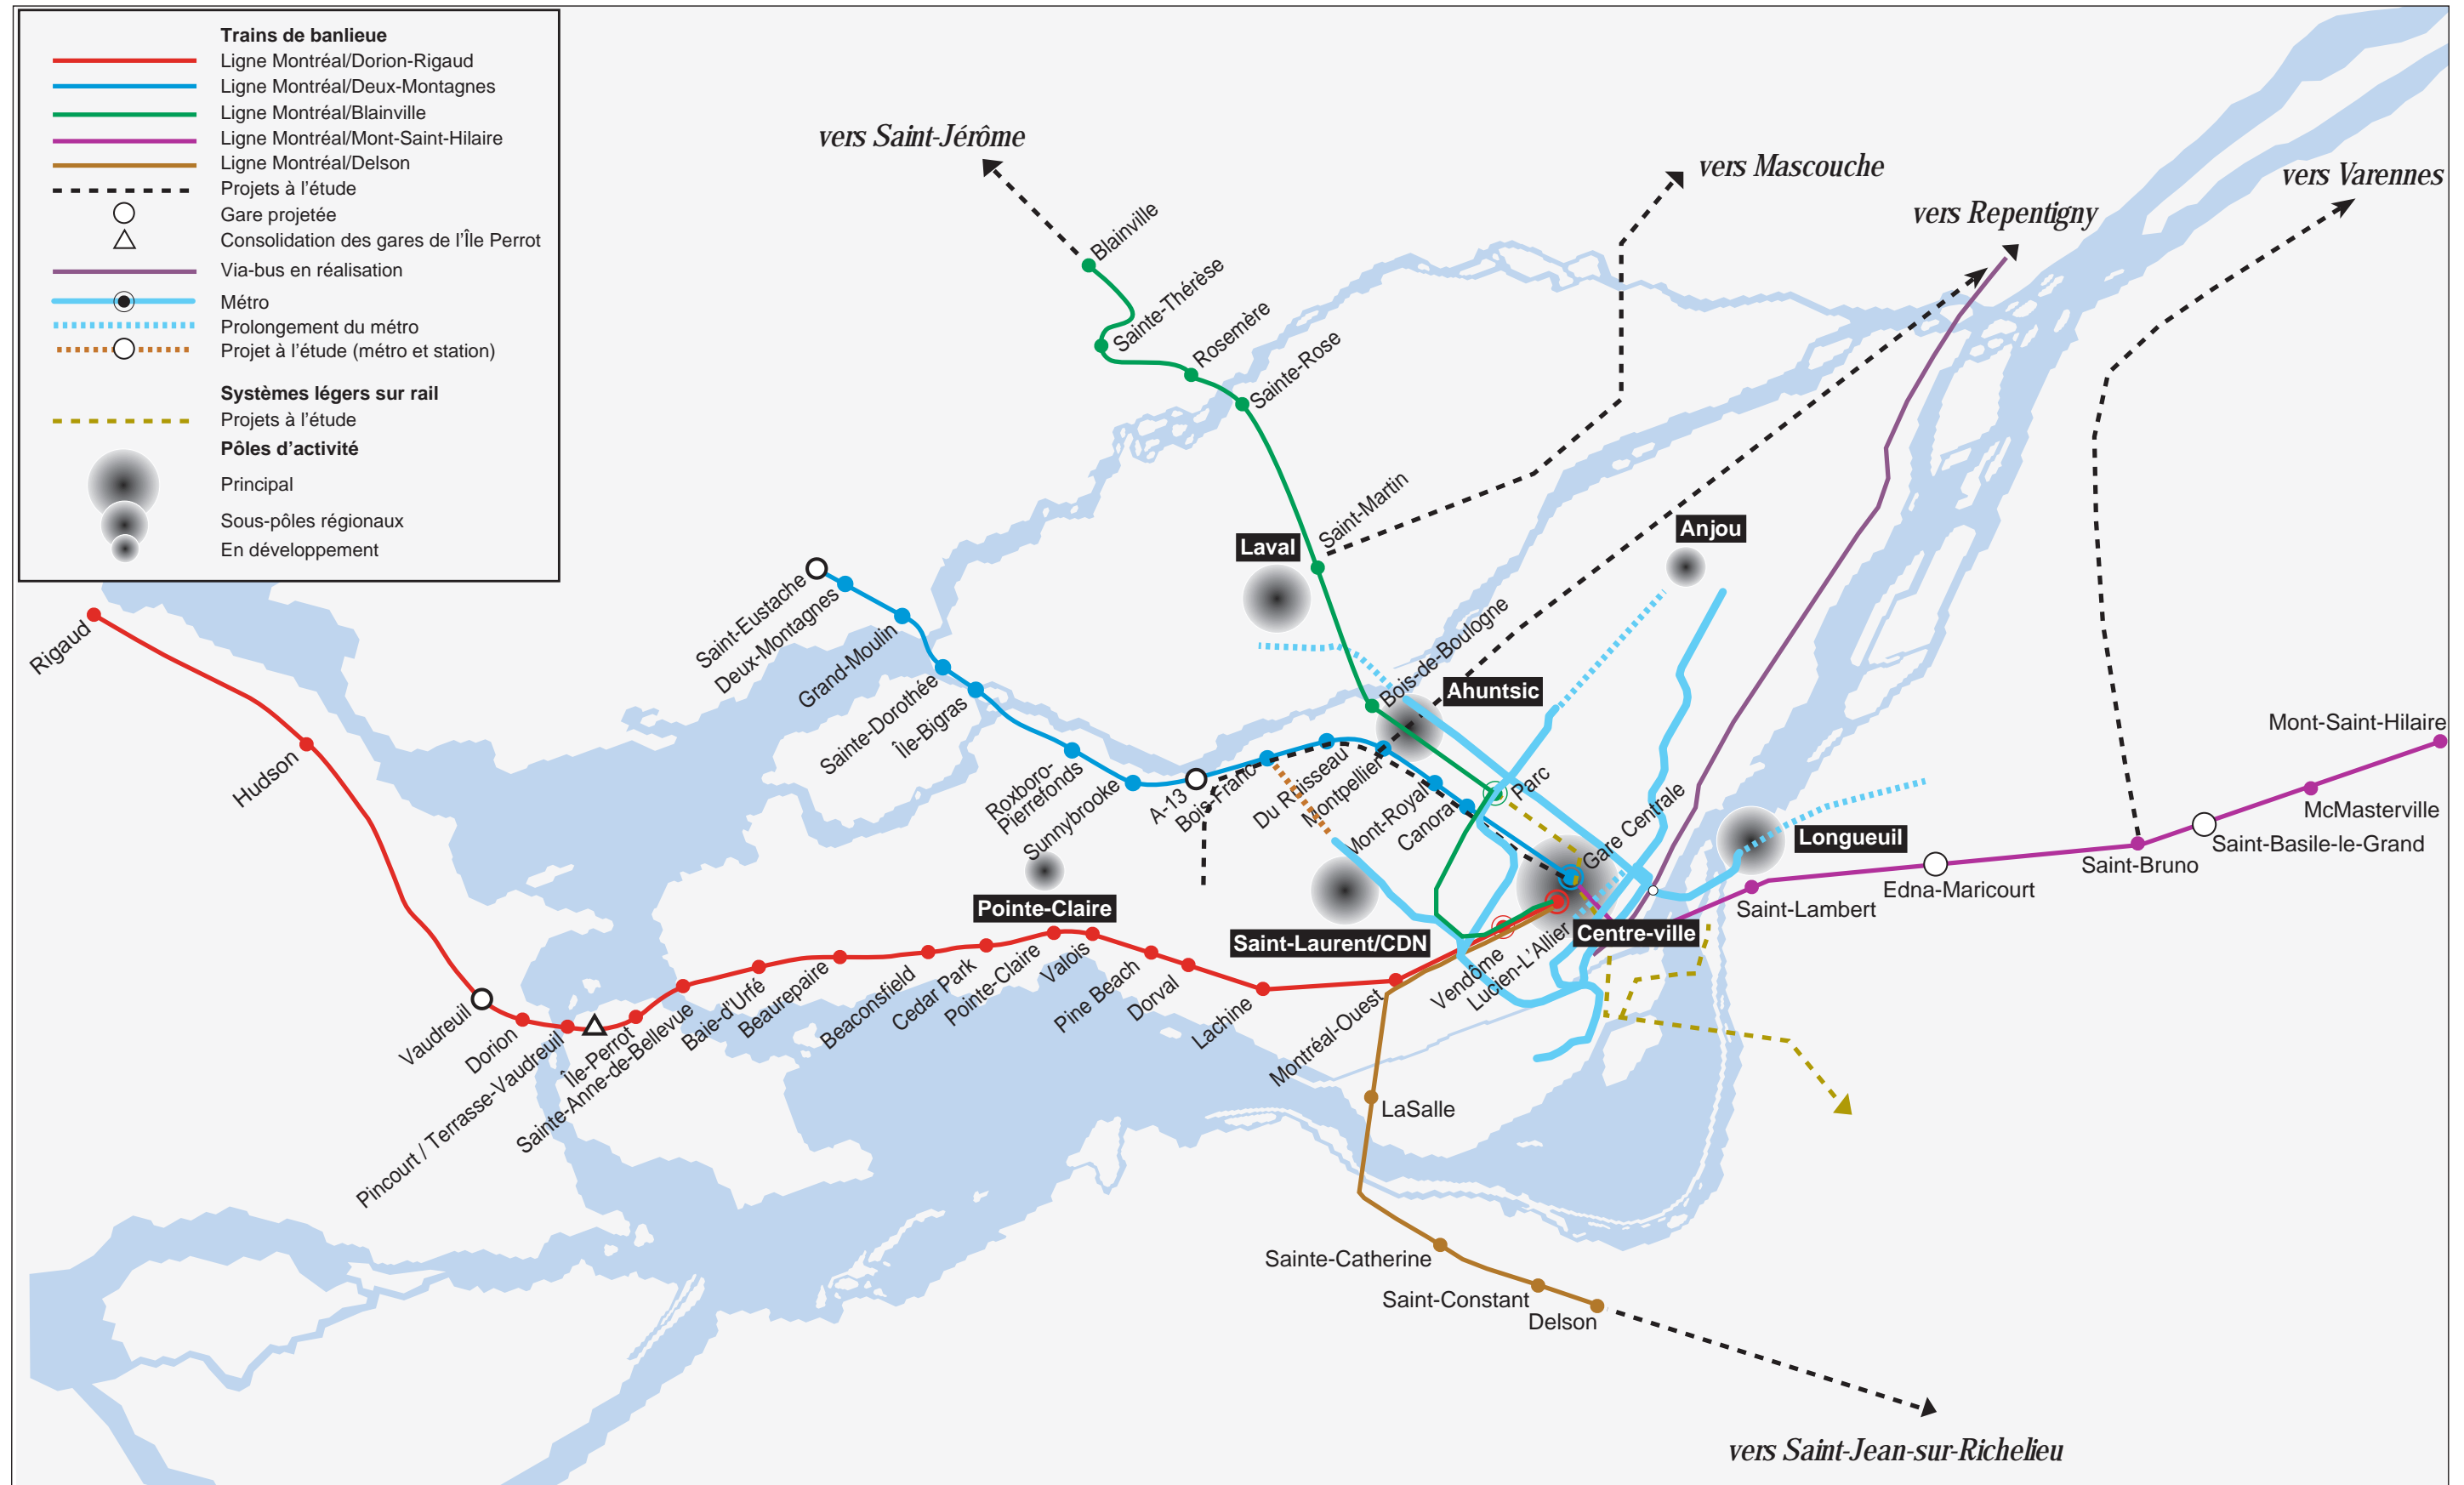 Trains de banlieue
Ligne Montréal/Dorion-Rigaud
Ligne Montréal/Deux-Montagnes
Ligne Montréal/Blainville
Ligne Montréal/Mont-Saint-Hilaire
Ligne Montréal/Delson
Projets à l’étude
Gare projetée
Consolidation des gares de l’Île Perrot
Via-bus en réalisation
Métro
Prolongement du métro
Projet à l’étude (métro et station)
Systèmes légers sur rail
Projets à l’étude
Pôles d’activité
Principal
Sous-pôles régionaux
En développement
vers Saint-Jérôme
vers Mascouche
vers Repentigny
vers Varennes
Blainville
Sainte-Thérèse
Rosemère
Sainte-Rose
Saint-Martin
Bois-de-Boulogne
Parc
Laval
Anjou
Ahuntsic
Saint-Eustache
Deux-Montagnes
Grand-Moulin
Sainte-Dorothée
Île-Bigras
Roxboro-
Pierrefonds
Sunnybrooke
A-13
Bois-Franc
Du Ruisseau
Montpellier
Mont-Royal
Canora
Gare Centrale
Longueuil
Mont-Saint-Hilaire
McMasterville
Saint-Basile-le-Grand
Saint-Bruno
Edna-Maricourt
Saint-Lambert
Centre-ville
Saint-Laurent/CDN
Pointe-Claire
Rigaud
Hudson
Vaudreuil
Dorion
Pincourt / Terrasse-Vaudreuil
Île-Perrot
Sainte-Anne-de-Bellevue
Baie-d’Urfé
Beaurepaire
Beaconsfield
Cedar Park
Pointe-Claire
Valois
Pine Beach
Dorval
Lachine
Montréal-Ouest
Vendôme
Lucien-L’Allier
LaSalle
Sainte-Catherine
Saint-Constant
Delson
vers Saint-Jean-sur-Richelieu